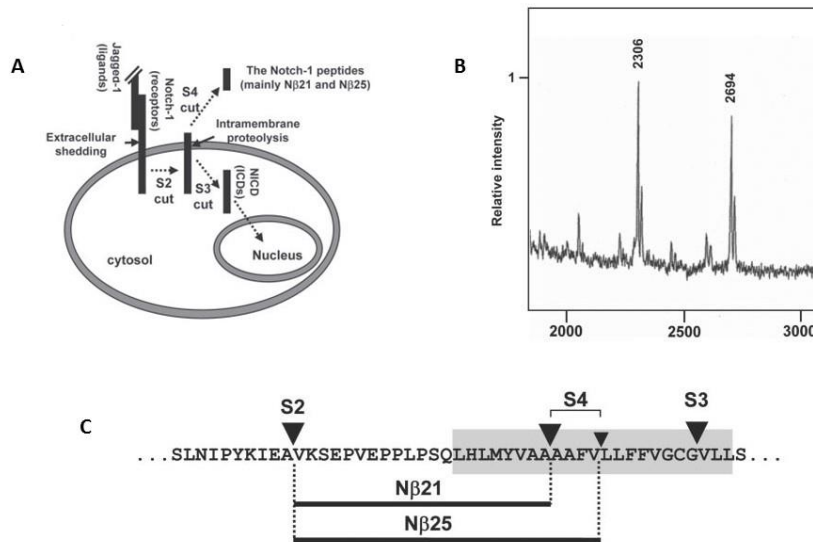 A
Jagged-1
(ligands)
Notch-1
(receptors)
S4
cut
The Notch-1 peptides
(mainly Nβ21 and Nβ25)
Extracellular
shedding
Intramembrane
proteolysis
S2
cut
S3
cut
NICD
(ICDs)
cytosol
Nucleus
B
Relative intensity
1
2306
2694
2000
2500
3000
C
S2
S4
S3
...SLNIPYKIEAVKSEPVEPPLPSQLHLMYVAAAAFVLLFFVGCGVLLS...
Nβ21
Nβ25